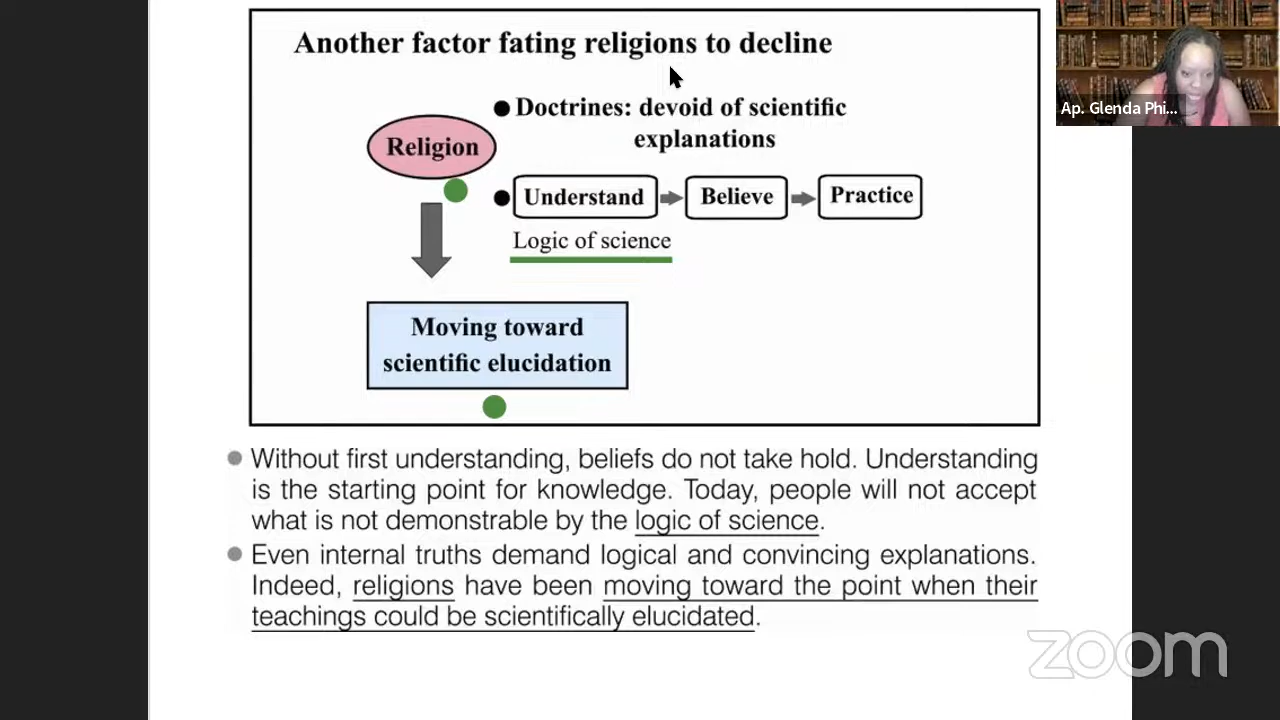 Another factor fating religions to decline
Ap. Glenda Phi...
● Doctrines: devoid of scientific
explanations
Religion
● Understand Believe Practice
Logic of science
Moving toward
scientific elucidation
● Without first understanding, beliefs do not take hold. Understanding
is the starting point for knowledge. Today, people will not accept
what is not demonstrable by the logic of science.
● Even internal truths demand logical and convincing explanations.
Indeed, religions have been moving toward the point when their
teachings could be scientifically elucidated.
zoom